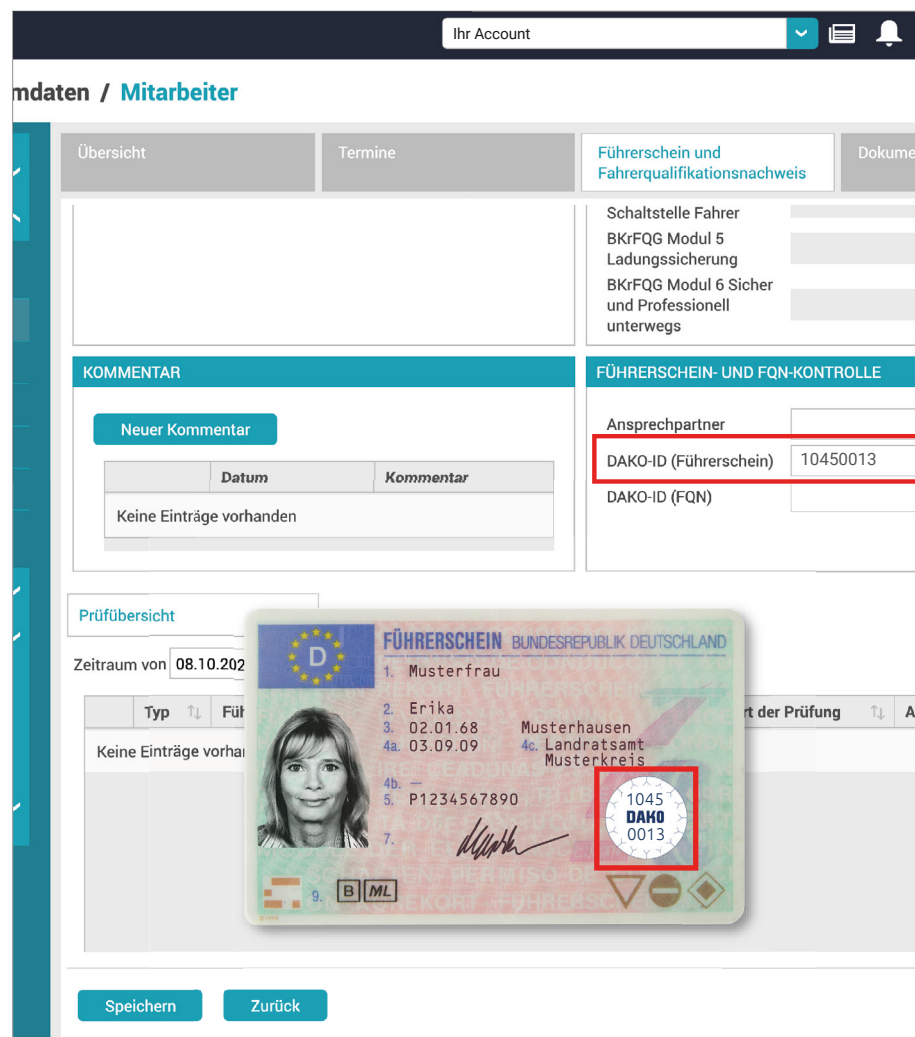 Ihr Account
mdaten / Mitarbeiter
Übersicht
Termine
Führerschein und
Fahrerqualifikationsnachweis
Dokume
Schaltstelle Fahrer
BKrFQG Modul 5
Ladungssicherung
BKrFQG Modul 6 Sicher
und Professionell
unterwegs
KOMMENTAR
Neuer Kommentar
Datum
Kommentar
Keine Einträge vorhanden
FÜHRERSCHEIN- UND FQN-KONTROLLE
Ansprechpartner
DAKO-ID (Führerschein) 10450013
DAKO-ID (FQN)
Prüfübersicht
Zeitraum von 08.10.202
Typ
Füh
rt der Prüfung
A
Keine Einträge vorha
D
FÜHRERSCHEIN BUNDESREPUBLIK DEUTSCHLAND
1. Musterfrau
2. Erika
3. 02.01.68 Musterhausen
4a. 03.09.09 4c. Landratsamt
Musterkreis
4b. —
5. P1234567890
7.
1045
DAKO
0013
9. B ML
Speichern
Zurück